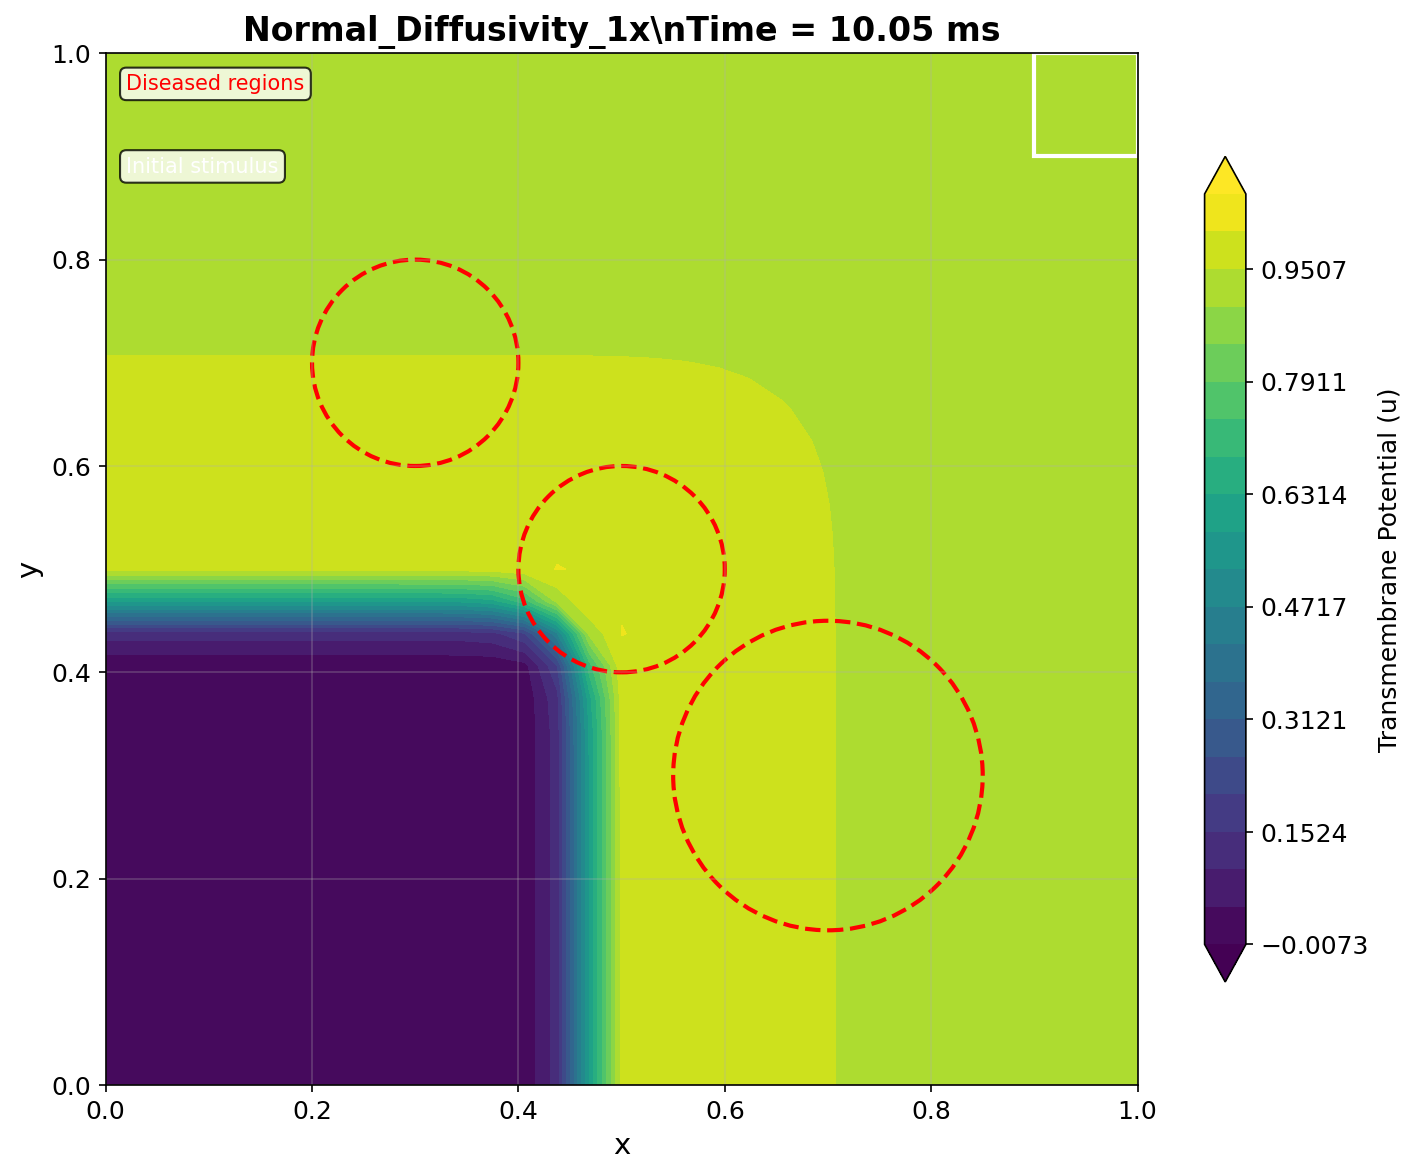 Normal_Diffusivity_1x\nTime = 10.05 ms
1.0
Diseased regions
Initial stimulus
0.8
0.6
0.4
0.2
0.0
y
0.0 0.2 0.4 0.6 0.8 1.0
x
0.9507
0.7911
0.6314
0.4717
0.3121
0.1524
−0.0073
Transmembrane Potential (u)